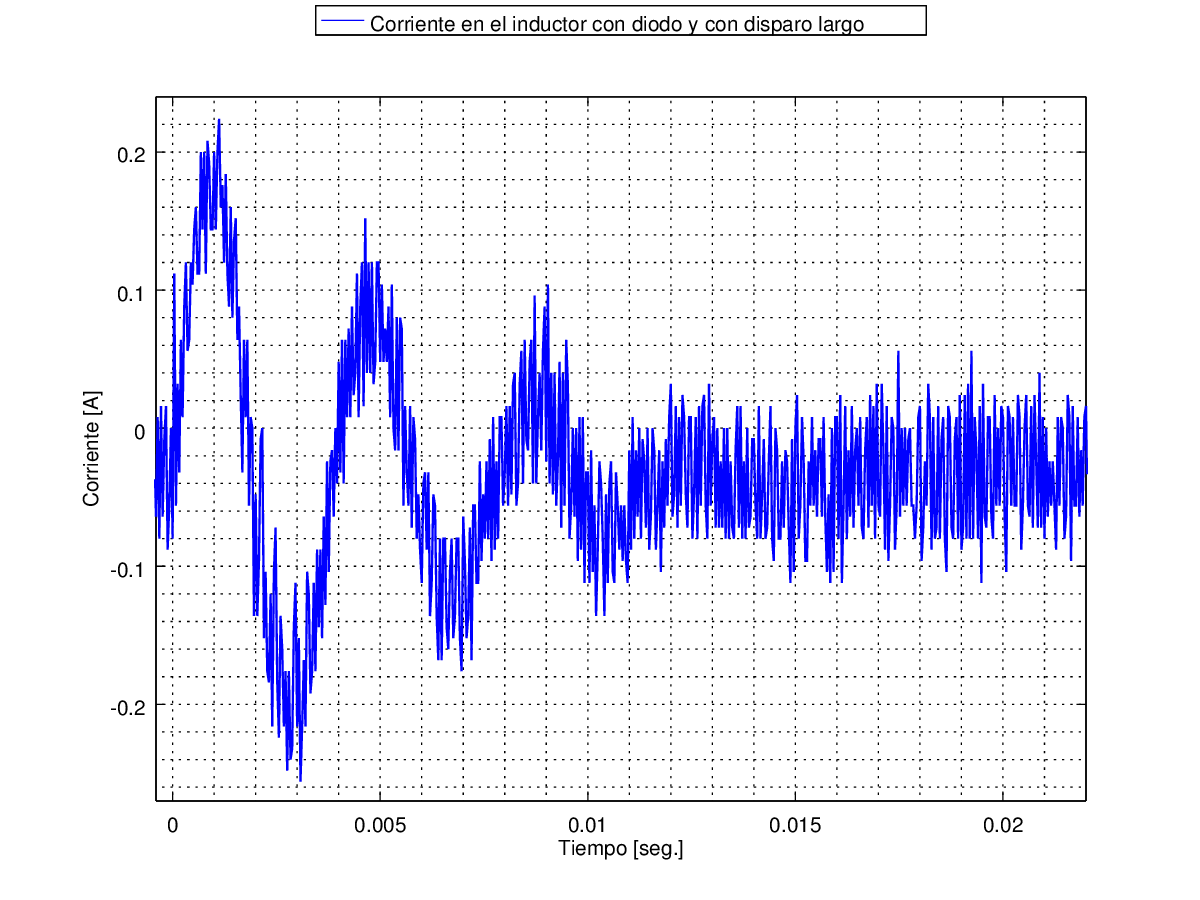 Corriente en el inductor con diodo y con disparo largo
0.2
0.1
0
-0.1
-0.2
Corriente [A]
0 0.005 0.01 0.015 0.02
Tiempo [seg.]